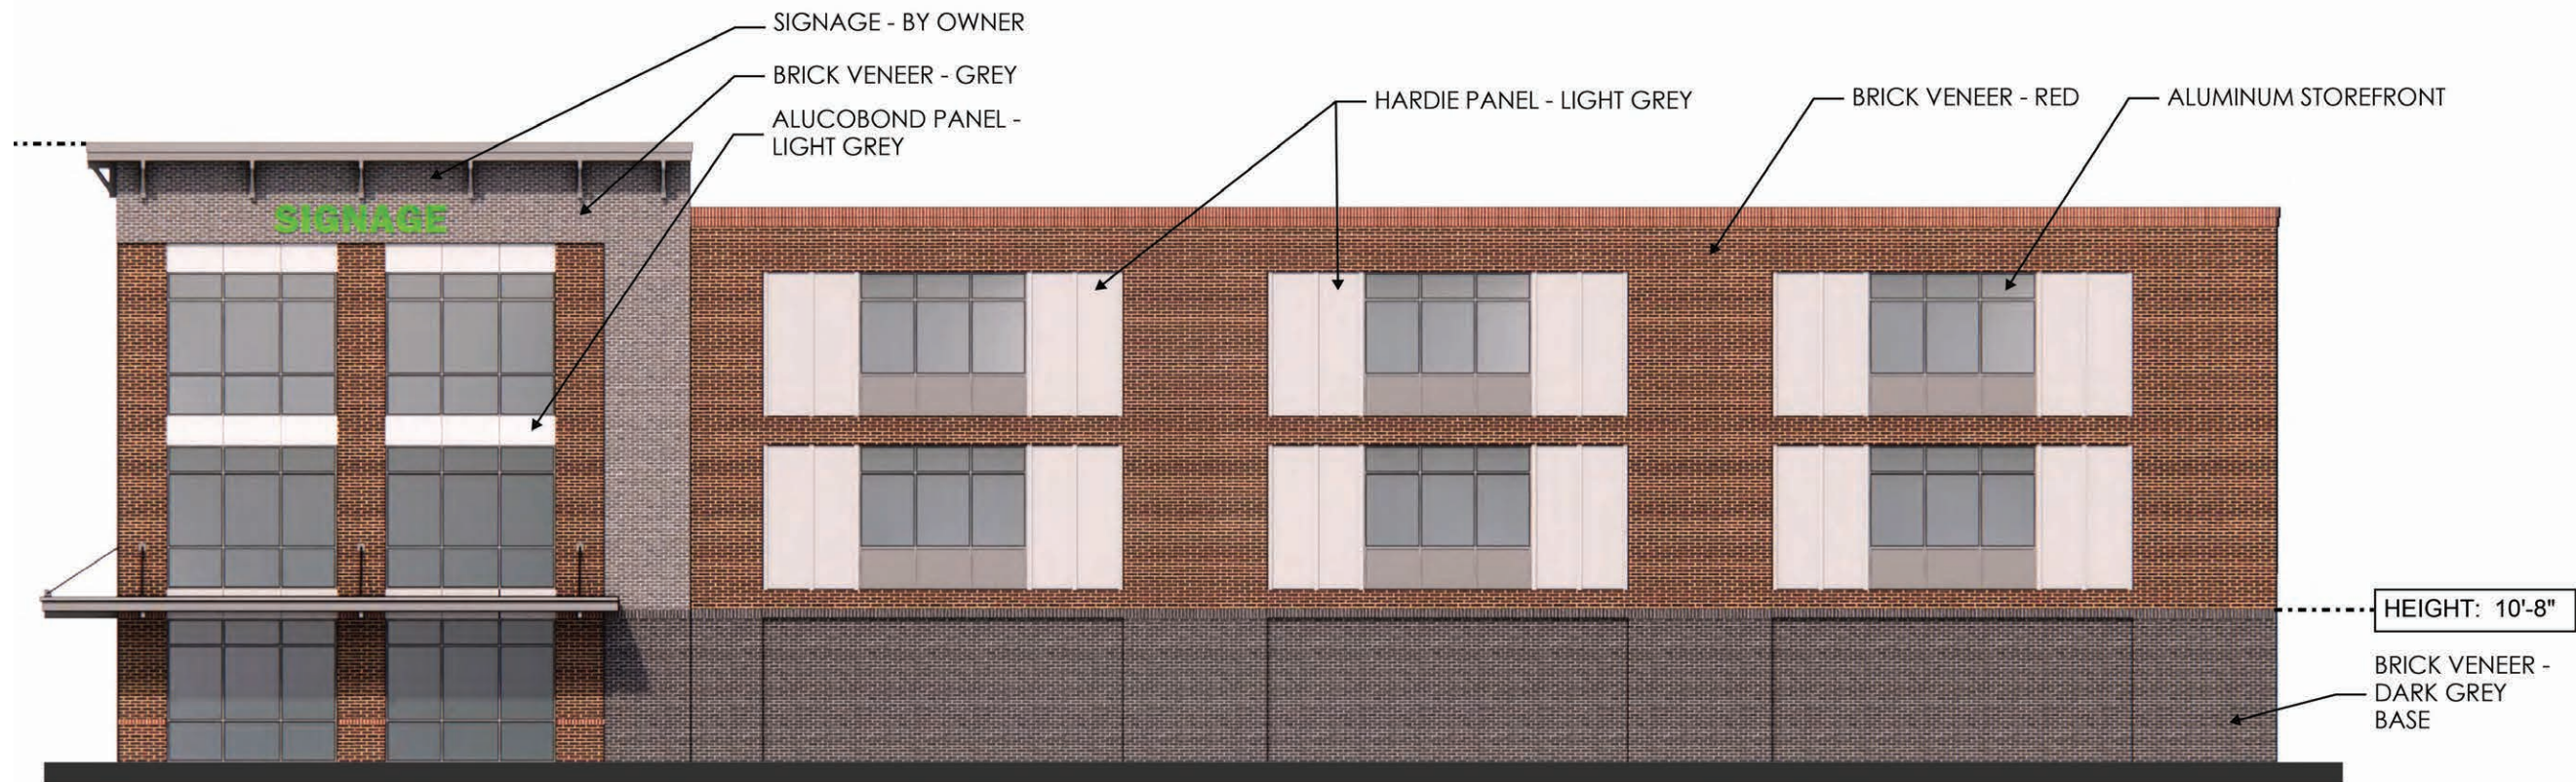 SIGNAGE - BY OWNER
BRICK VENEER - GREY
ALUCOBOND PANEL -
LIGHT GREY
HARDIE PANEL - LIGHT GREY
BRICK VENEER - RED
ALUMINUM STOREFRONT
SIGNAGE
HEIGHT: 10'-8"
BRICK VENEER -
DARK GREY
BASE